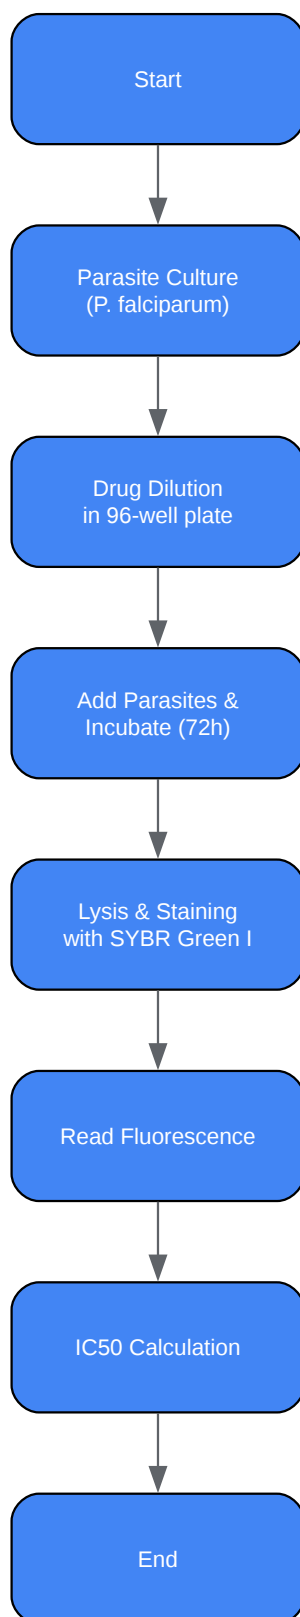 Start
Parasite Culture
(P. falciparum)
Drug Dilution
in 96-well plate
Add Parasites &
Incubate (72h)
Lysis & Staining
with SYBR Green I
Read Fluorescence
IC50 Calculation
End